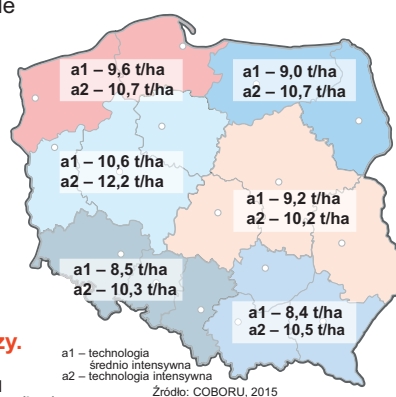 le
a1 – 9,6 t/ha
a2 – 10,7 t/ha
a1 – 9,0 t/ha
a2 – 10,7 t/ha
a1 – 10,6 t/ha
a2 – 12,2 t/ha
a1 – 9,2 t/ha
a2 – 10,2 t/ha
a1 – 8,5 t/ha
a2 – 10,3 t/ha
a1 – 8,4 t/ha
a2 – 10,5 t/ha
zy.
a1 – technologia
średnio intensywna
a2 – technologia intensywna
Źródło: COBORU, 2015